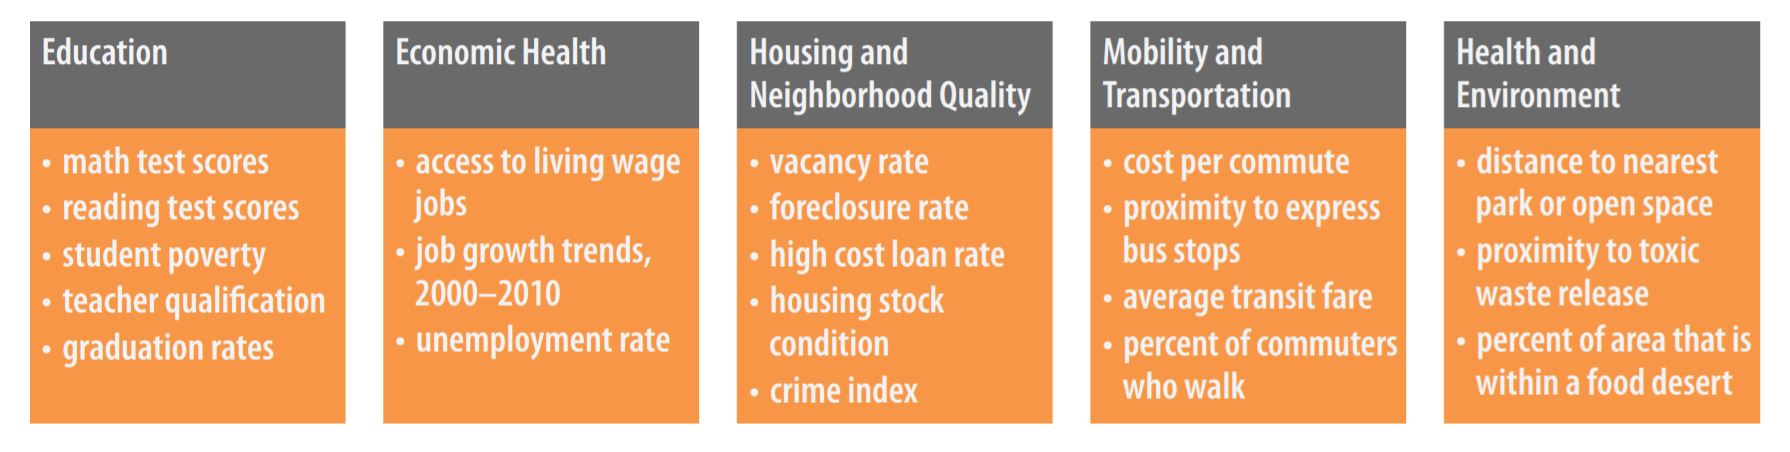 Education
• math test scores
• reading test scores
• student poverty
• teacher qualification
• graduation rates
Economic Health
• access to living wage
jobs
• job growth trends,
2000–2010
• unemployment rate
Housing and
Neighborhood Quality
• vacancy rate
• foreclosure rate
• high cost loan rate
• housing stock
condition
• crime index
Mobility and
Transportation
• cost per commute
• proximity to express
bus stops
• average transit fare
• percent of commuters
who walk
Health and
Environment
• distance to nearest
park or open space
• proximity to toxic
waste release
• percent of area that is
within a food desert